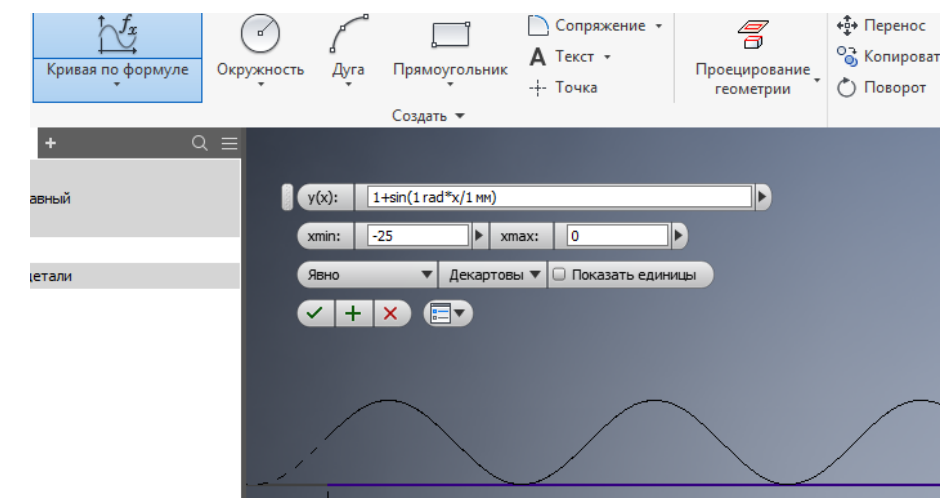 fx
Кривая по формуле
Окружность
Дуга
Прямоугольник
Сопряжение
Текст
Точка
Проецирование
геометрии
Перенос
Копироват
Поворот
Создать
авный
детали
y(x): 1+sin(1 rad*x/1 мм)
xmin: -25 xmax: 0
Явно Декартовы Показать единицы